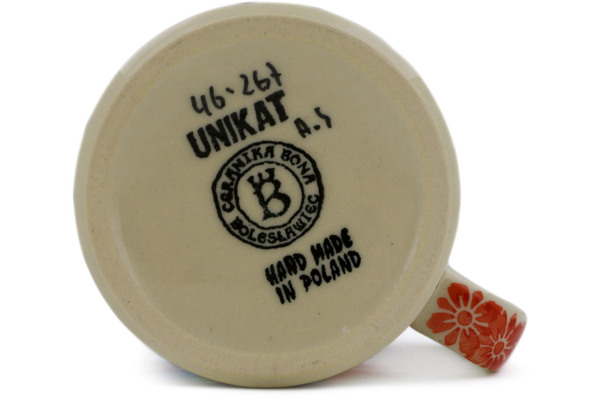 46.267
UNIKAT
A.S
CERAMIKA BONA
B
BOLESŁAWIEC
HAND MADE
IN POLAND